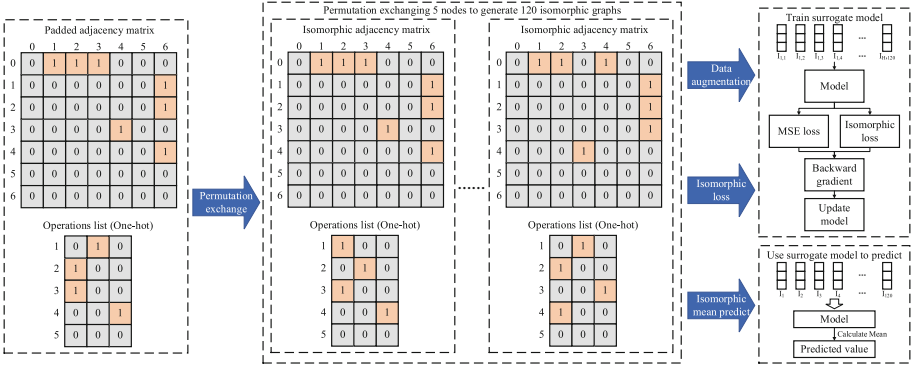 Permutation exchanging 5 nodes to generate 120 isomorphic graphs
Padded adjacency matrix
0 1 2 3 4 5 6
0 0 1 1 1 0 0 0
1 0 0 0 0 0 0 1
2 0 0 0 0 0 0 1
3 0 0 0 0 1 0 0
4 0 0 0 0 0 0 1
5 0 0 0 0 0 0 0
6 0 0 0 0 0 0 0
Operations list (One-hot)
1 0 1 0
2 1 0 0
3 1 0 0
4 0 0 1
5 0 0 0
Permutation
exchange
Isomorphic adjacency matrix
0 1 2 3 4 5 6
0 0 1 1 1 0 0 0
1 0 0 0 0 0 0 1
2 0 0 0 0 0 0 1
3 0 0 0 0 1 0 0
4 0 0 0 0 0 0 1
5 0 0 0 0 0 0 0
6 0 0 0 0 0 0 0
Operations list (One-hot)
1 1 0 0
2 0 1 0
3 1 0 0
4 0 0 1
5 0 0 0
......
Isomorphic adjacency matrix
0 1 2 3 4 5 6
0 0 1 1 0 1 0 0
1 0 0 0 0 0 0 1
2 0 0 0 0 0 0 1
3 0 0 0 0 0 0 1
4 0 0 0 1 0 0 0
5 0 0 0 0 0 0 0
6 0 0 0 0 0 0 0
Operations list (One-hot)
1 0 1 0
2 1 0 0
3 0 0 1
4 1 0 0
5 0 0 0
Data
augmentation
Isomorphic
loss
Isomorphic
mean predict
Train surrogate model
...
I1,1 I1,2 I1,3 I1,4 ... IHs120
Model
MSE loss
Isomorphic
loss
Backward
gradient
Update
model
Use surrogate model to predict
...
I1 I2 I3 I4 ... I120
Model
Calculate Mean
Predicted value